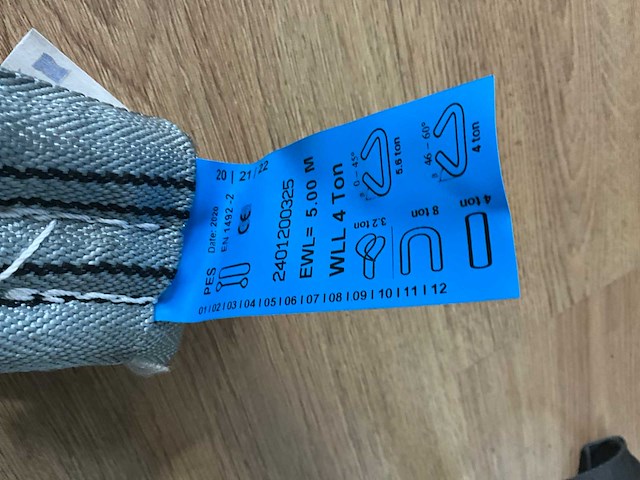 20 | 21 / 22
PES
Date: 2020
EN 1492 -2
CE
2401200325
EWL= 5.00 M
WLL 4 Ton
0 - 45°
5.6 ton
46 - 60°
4 ton
3.2 ton
8 ton
4 ton
01 I 02 I 03 I 04 I 05 I 06 I 07 I 08 I 09 I 10 I 11 I 12